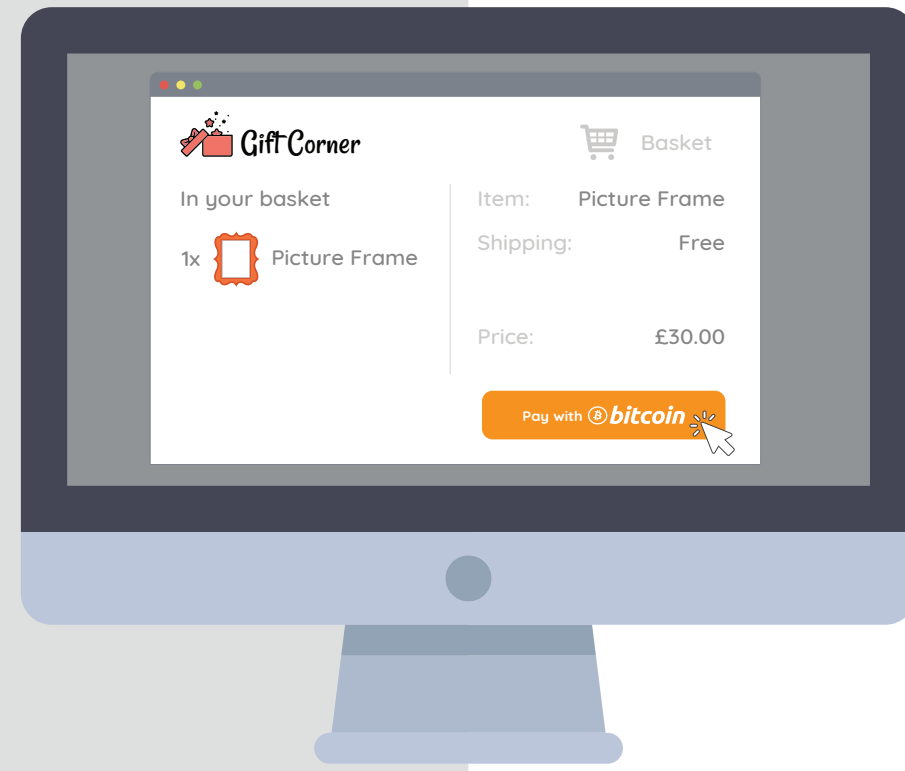 Gift Corner
Basket
In your basket
1x Picture Frame
Item: Picture Frame
Shipping: Free
Price: £30.00
Pay with bitcoin